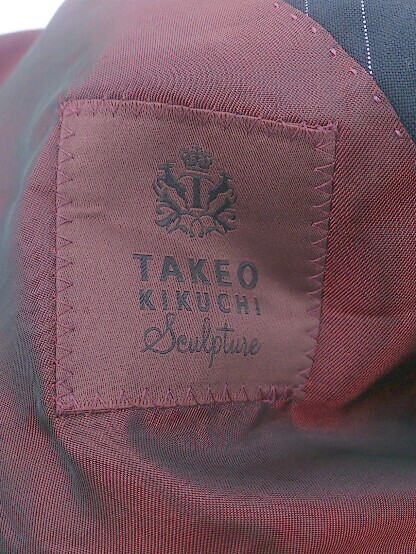 I
TAKEO
KIKUCHI
Sculpture